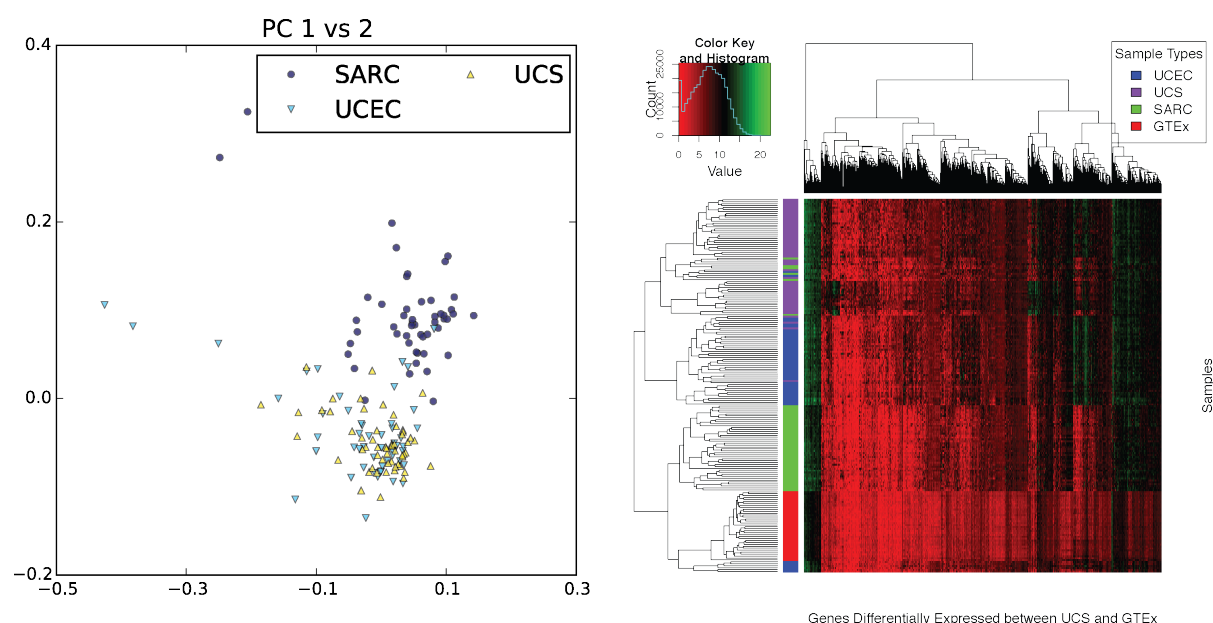 PC 1 vs 2
0.4
0.2
0.0
−0.2
−0.5
−0.3
−0.1
0.1
0.3
SARC
UCS
UCEC
Color Key
and Histogram
Count
0
10000
25000
0
5
10
20
Value
Sample Types
UCEC
UCS
SARC
GTEx
Samples
Genes Differentially Expressed between UCS and GTEx